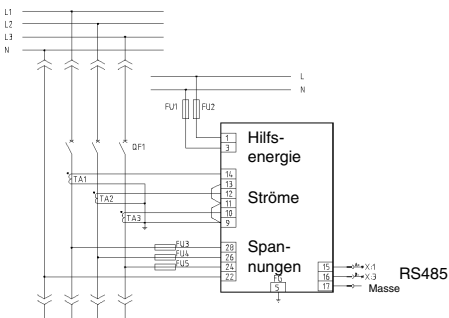 L1
L2
L3
N
L
N
FU1
FU2
QF1
1
3
Hilfs-
energie
TA1
TA2
TA3
14
13
12
11
10
9
Ströme
FU3
FU4
FU5
28
26
24
22
Span-
nungen
FG
S
15
16
17
X:1
X:3
Masse
RS485